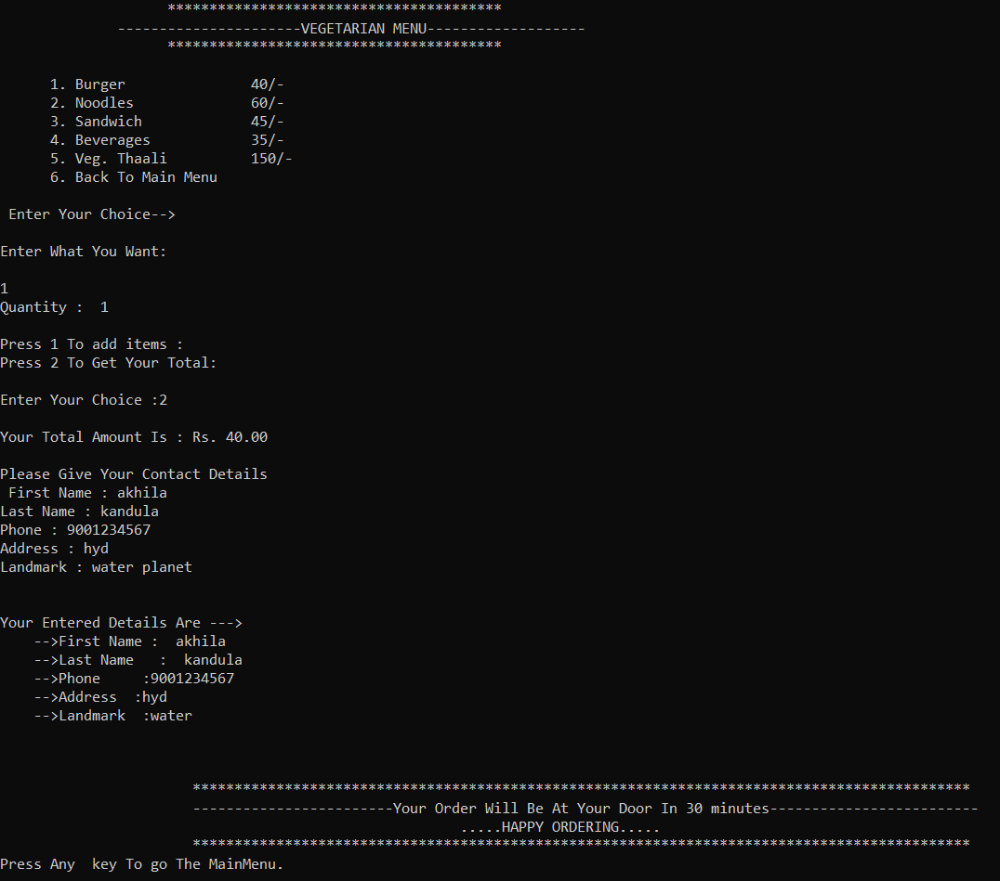 ****************************************
----------------------VEGETARIAN MENU-------------------
****************************************
1. Burger 40/-
2. Noodles 60/-
3. Sandwich 45/-
4. Beverages 35/-
5. Veg. Thaali 150/-
6. Back To Main Menu
Enter Your Choice-->
Enter What You Want:
1
Quantity :  1
Press 1 To add items :
Press 2 To Get Your Total:
Enter Your Choice :2
Your Total Amount Is : Rs. 40.00
Please Give Your Contact Details
First Name : akhila
Last Name : kandula
Phone : 9001234567
Address : hyd
Landmark : water planet
Your Entered Details Are --->
-->First Name :  akhila
-->Last Name   :  kandula
-->Phone     :9001234567
-->Address  :hyd
-->Landmark  :water
*********************************************************************************************
------------------------Your Order Will Be At Your Door In 30 minutes-------------------------
.....HAPPY ORDERING.....
*********************************************************************************************
Press Any  key To go The MainMenu.